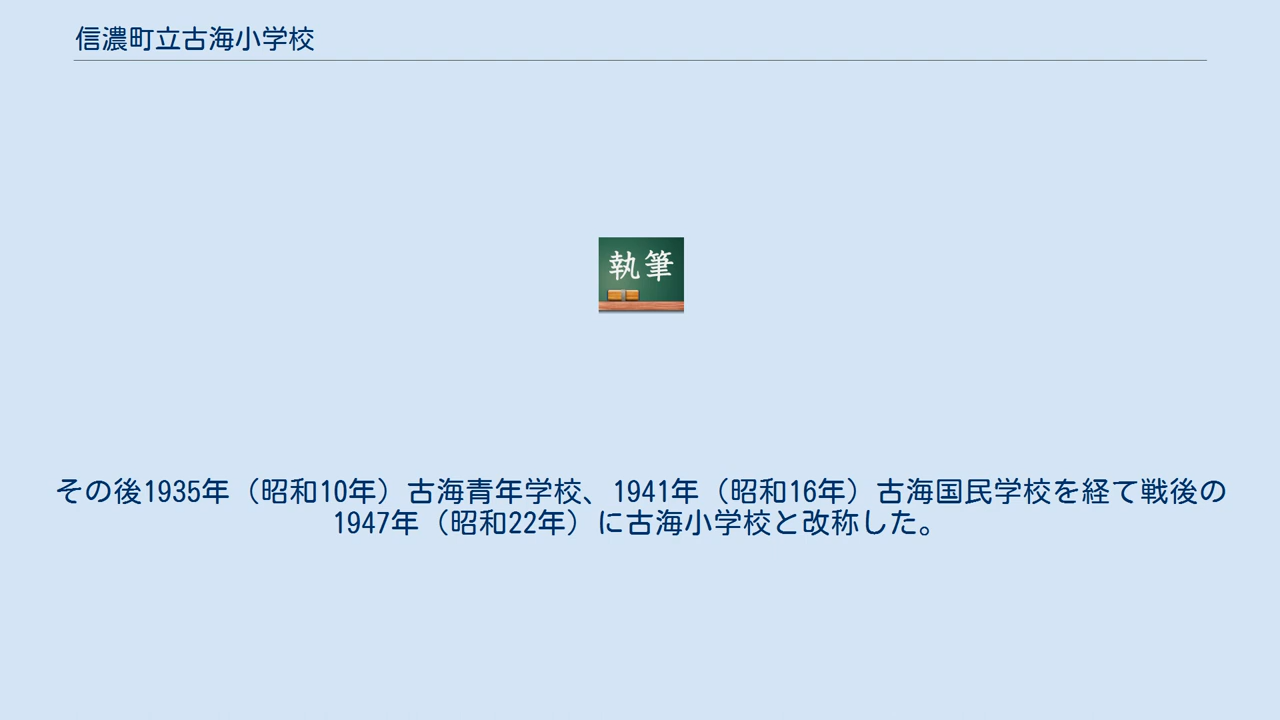 信濃町立古海小学校
執筆
その後1935年（昭和10年）古海青年学校、1941年（昭和16年）古海国民学校を経て戦後の
1947年（昭和22年）に古海小学校と改称した。